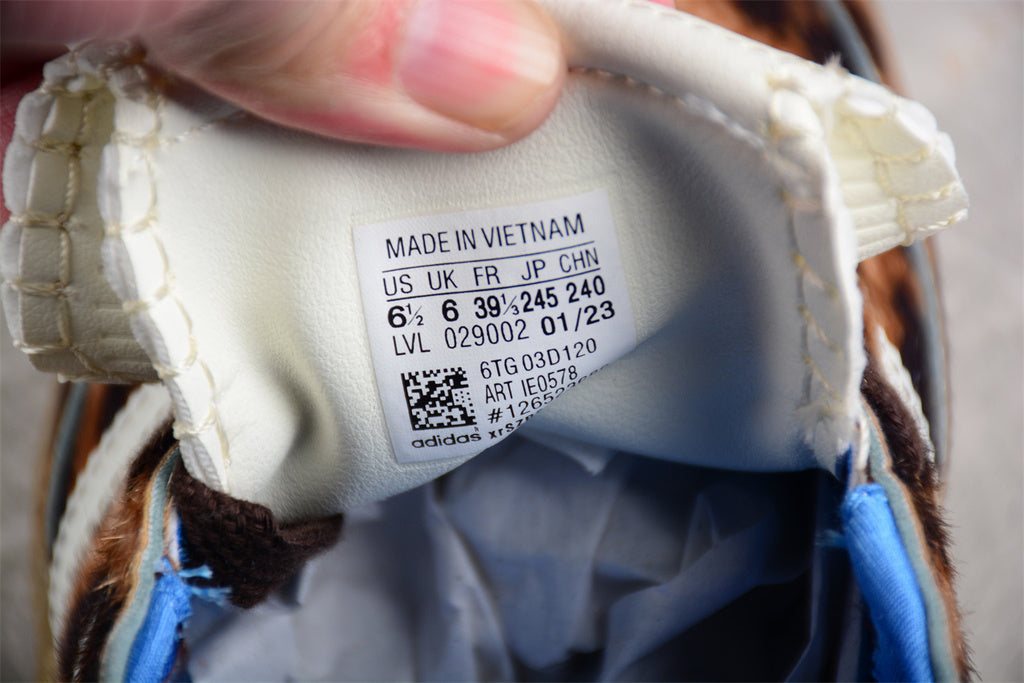 MADE IN VIETNAM
US UK FR JP CHN
6½ 6 39⅓ 245 240
LVL 029002 01/23
6TG 03D120
ART IE0578
adidas